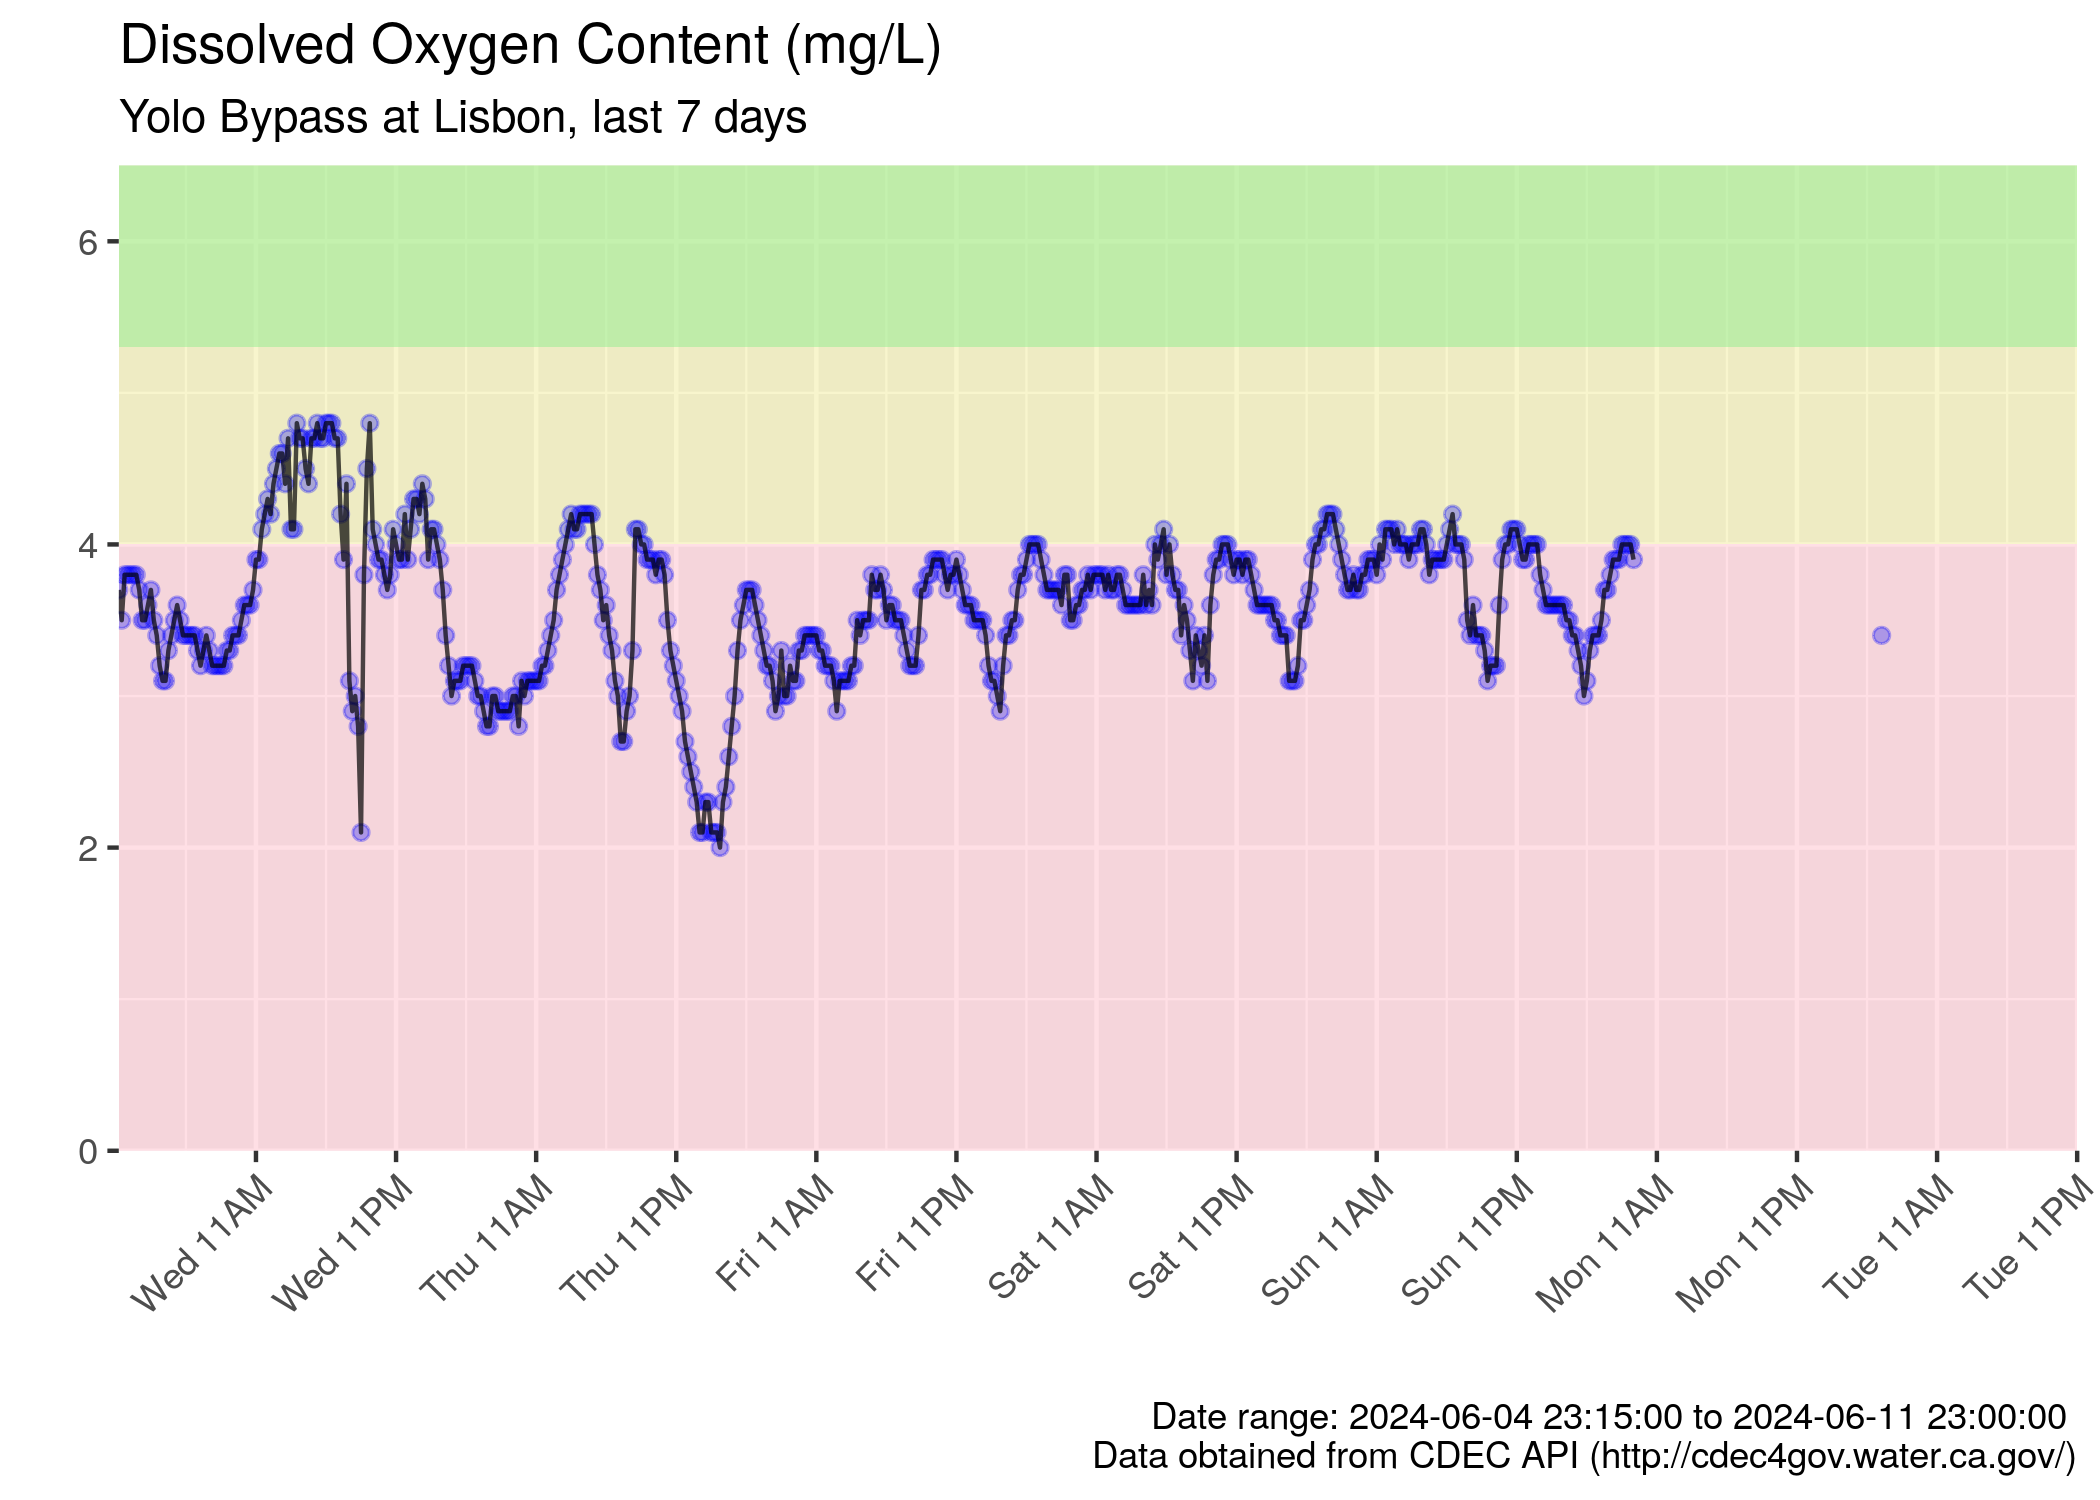 Dissolved Oxygen Content (mg/L)
Yolo Bypass at Lisbon, last 7 days
6
4
2
0
Wed 11AM
Wed 11PM
Thu 11AM
Thu 11PM
Fri 11AM
Fri 11PM
Sat 11AM
Sat 11PM
Sun 11AM
Sun 11PM
Mon 11AM
Mon 11PM
Tue 11AM
Tue 11PM
Date range: 2024-06-04 23:15:00 to 2024-06-11 23:00:00
Data obtained from CDEC API (http://cdec4gov.water.ca.gov/)